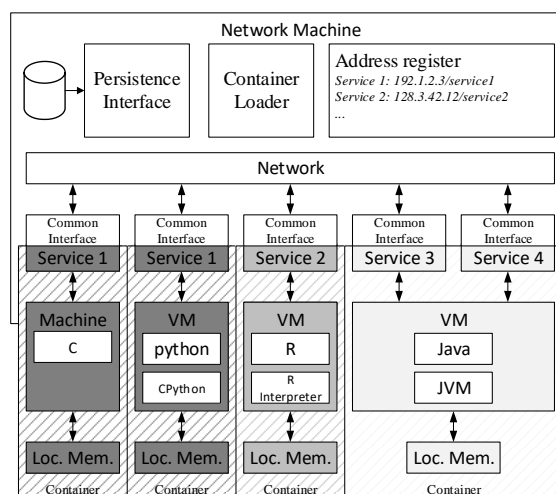 Network Machine
Persistence
Interface
Container
Loader
Address register
Service 1: 192.1.2.3/service1
Service 2: 128.3.42.12/service2
...
Network
Common
Interface
Service 1
Common
Interface
Service 1
Common
Interface
Service 2
Common
Interface
Service 3
Common
Interface
Service 4
Machine
C
VM
python
CPython
VM
R
R
Interpreter
VM
Java
JVM
Loc. Mem.
Loc. Mem.
Loc. Mem.
Loc. Mem.
Container
Container
Container
Container